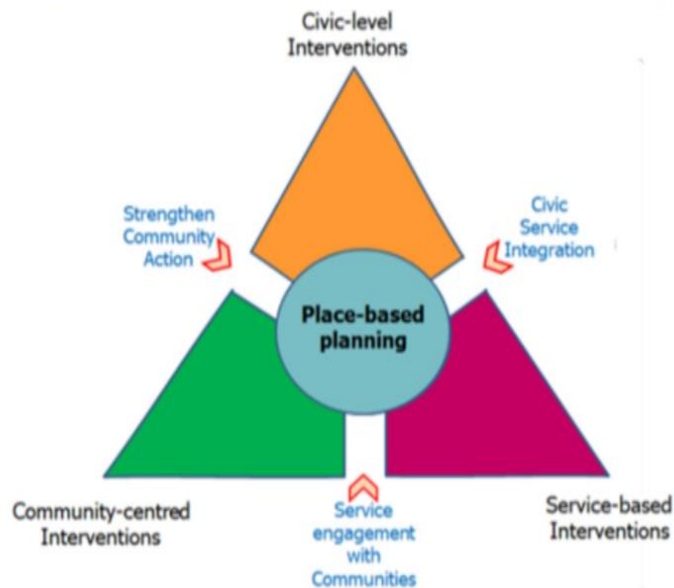 Civic-level
Interventions
Strengthen
Community
Action
Civic
Service
Integration
Place-based
planning
Community-centred
Interventions
Service
engagement
with
Communities
Service-based
Interventions